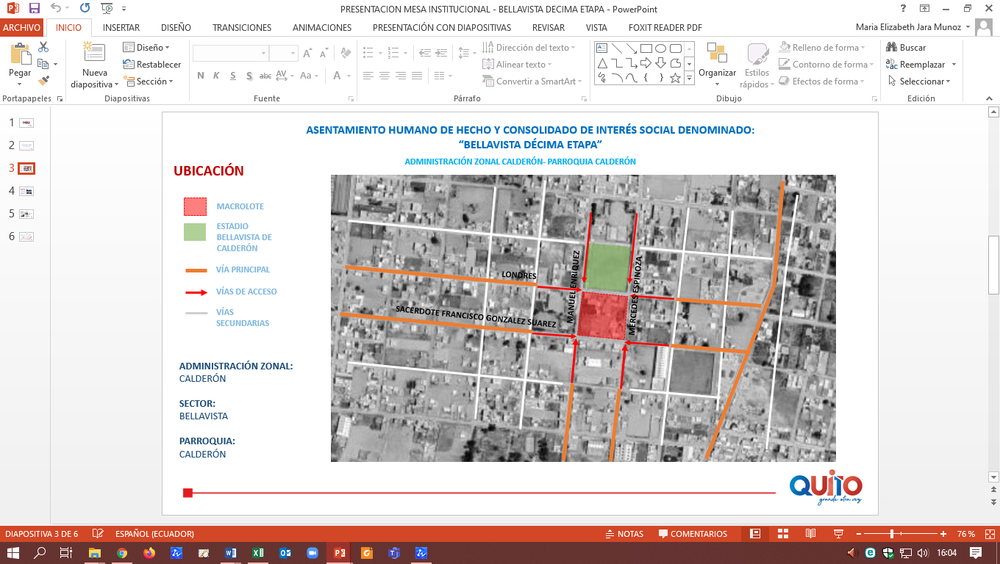 PRESENTACION MESA INSTITUCIONAL - BELLAVISTA DECIMA ETAPA - PowerPoint
ARCHIVO INICIO INSERTAR DISEÑO TRANSICIONES ANIMACIONES PRESENTACIÓN CON DIAPOSITIVAS REVISAR VISTA FOXIT READER PDF Maria Elizabeth Jara Munoz
Pegar
Portapapeles
Nueva
diapositiva
Diseño
Restablecer
Sección
Diapositivas
N K S S abc AV Aa A
Fuente
Dirección del texto
Alinear texto
Convertir a SmartArt
Párrafo
Organizar
Estilos
rápidos
Relleno de forma
Contorno de forma
Efectos de forma
Dibujo
Buscar
Reemplazar
Seleccionar
Edición
1
2
3
4
5
6
ASENTAMIENTO HUMANO DE HECHO Y CONSOLIDADO DE INTERÉS SOCIAL DENOMINADO:
“BELLAVISTA DÉCIMA ETAPA”
ADMINISTRACIÓN ZONAL CALDERÓN- PARROQUIA CALDERÓN
UBICACIÓN
MACROLOTE
ESTADIO
BELLAVISTA DE
CALDERÓN
VÍA PRINCIPAL
VÍAS DE ACCESO
VÍAS
SECUNDARIAS
ADMINISTRACIÓN ZONAL:
CALDERÓN
SECTOR:
BELLAVISTA
PARROQUIA:
CALDERÓN
LONDRES
SACERDOTE FRANCISCO GONZALEZ SUAREZ
MANUEL ENRIQUEZ
MERCEDES ESPINOZA
QUITO
grande otra vez
DIAPOSITIVA 3 DE 6 ESPAÑOL (ECUADOR) NOTAS COMENTARIOS 76 %
16:04